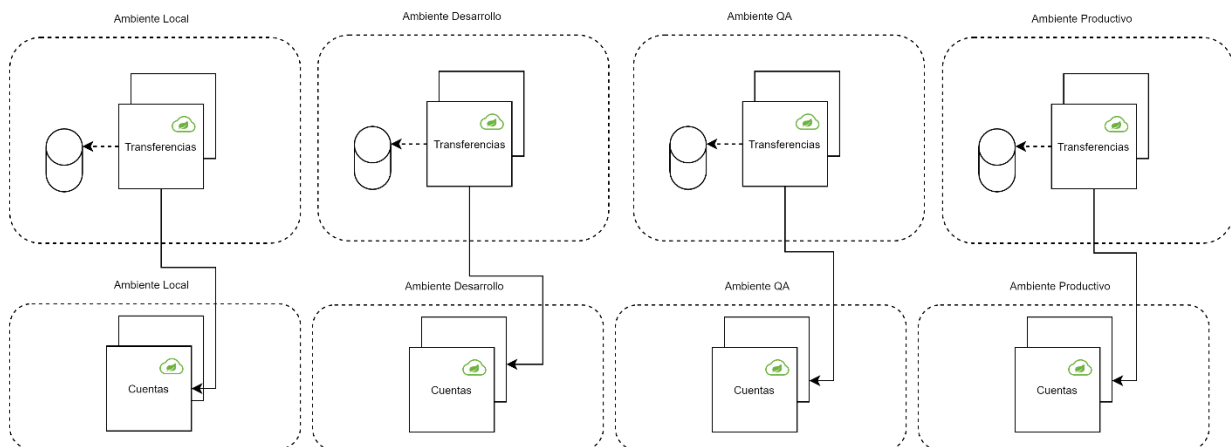 Ambiente Local
Ambiente Desarrollo
Ambiente QA
Ambiente Productivo
Transferencias
Transferencias
Transferencias
Transferencias
Ambiente Local
Ambiente Desarrollo
Ambiente QA
Ambiente Productivo
Cuentas
Cuentas
Cuentas
Cuentas